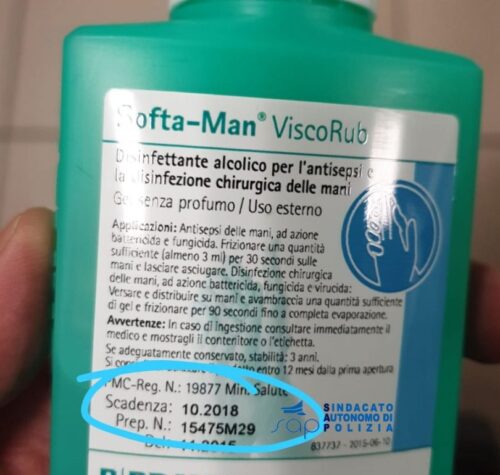 Softa-Man® ViscoRub
Disinfettante alcolico per l'antisepsi e
la disinfezione chirurgica delle mani
Gel senza profumo / Uso esterno
Applicazioni: Antisepsi delle mani, ad azione
battericida e fungicida. Frizionare una quantità
sufficiente (almeno 3 ml) per 30 secondi sulle
mani e lasciare asciugare. Disinfezione chirurgica
delle mani, ad azione battericida, fungicida e virucida:
Versare e distribuire su mani e avambraccia una quantità sufficiente
di gel e frizionare per 90 secondi fino a completa evaporazione.
Avvertenze: In caso di ingestione consultare immediatamente il
medico e mostragli il contenitore o l'etichetta.
Se adeguatamente conservato, stabilità: 3 anni.
Si entro 12 mesi dalla prima apertura
PMC-Reg. N.: 19877 Min. Salute
Scadenza: 10.2018
Prep. N.: 15475M29
11.2015
837737 - 2015-06-10
sap SINDACATO
AUTONOMO DI
POLIZIA